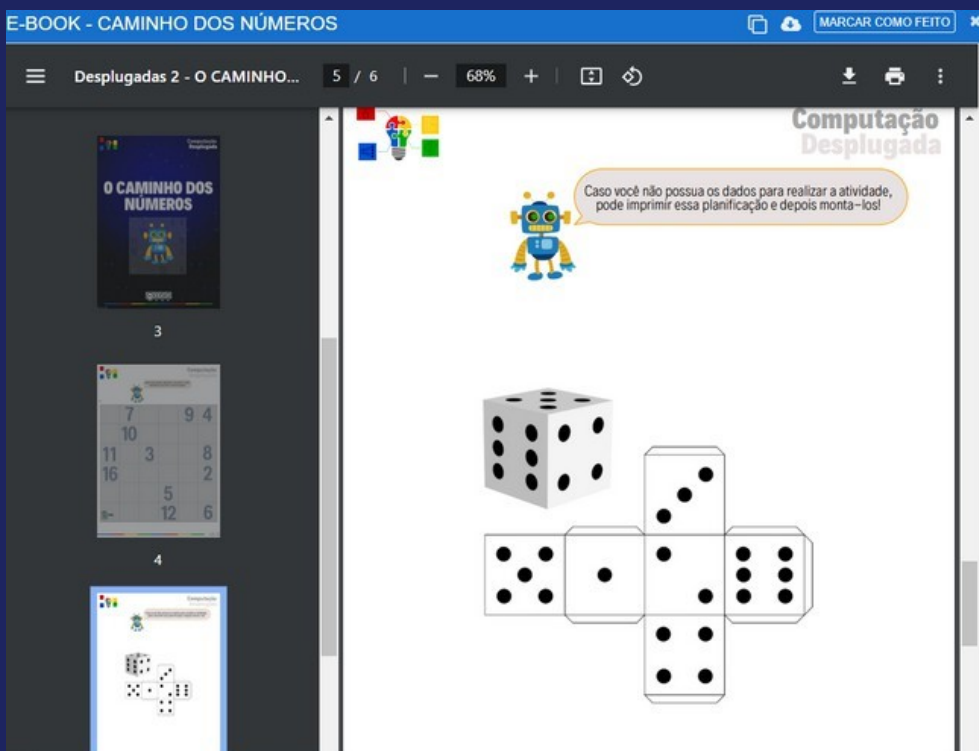 E-BOOK - CAMINHO DOS NÚMEROS
MARCAR COMO FEITO
Desplugadas 2 - O CAMINHO...
5 / 6
68%
Computação
Desplugada
O CAMINHO DOS
NÚMEROS
3
7 9 4
10
11 3 8
16 2
5
12 6
4
Computação
Desplugada
Caso você não possua os dados para realizar a atividade,
pode imprimir essa planificação e depois monta-los!